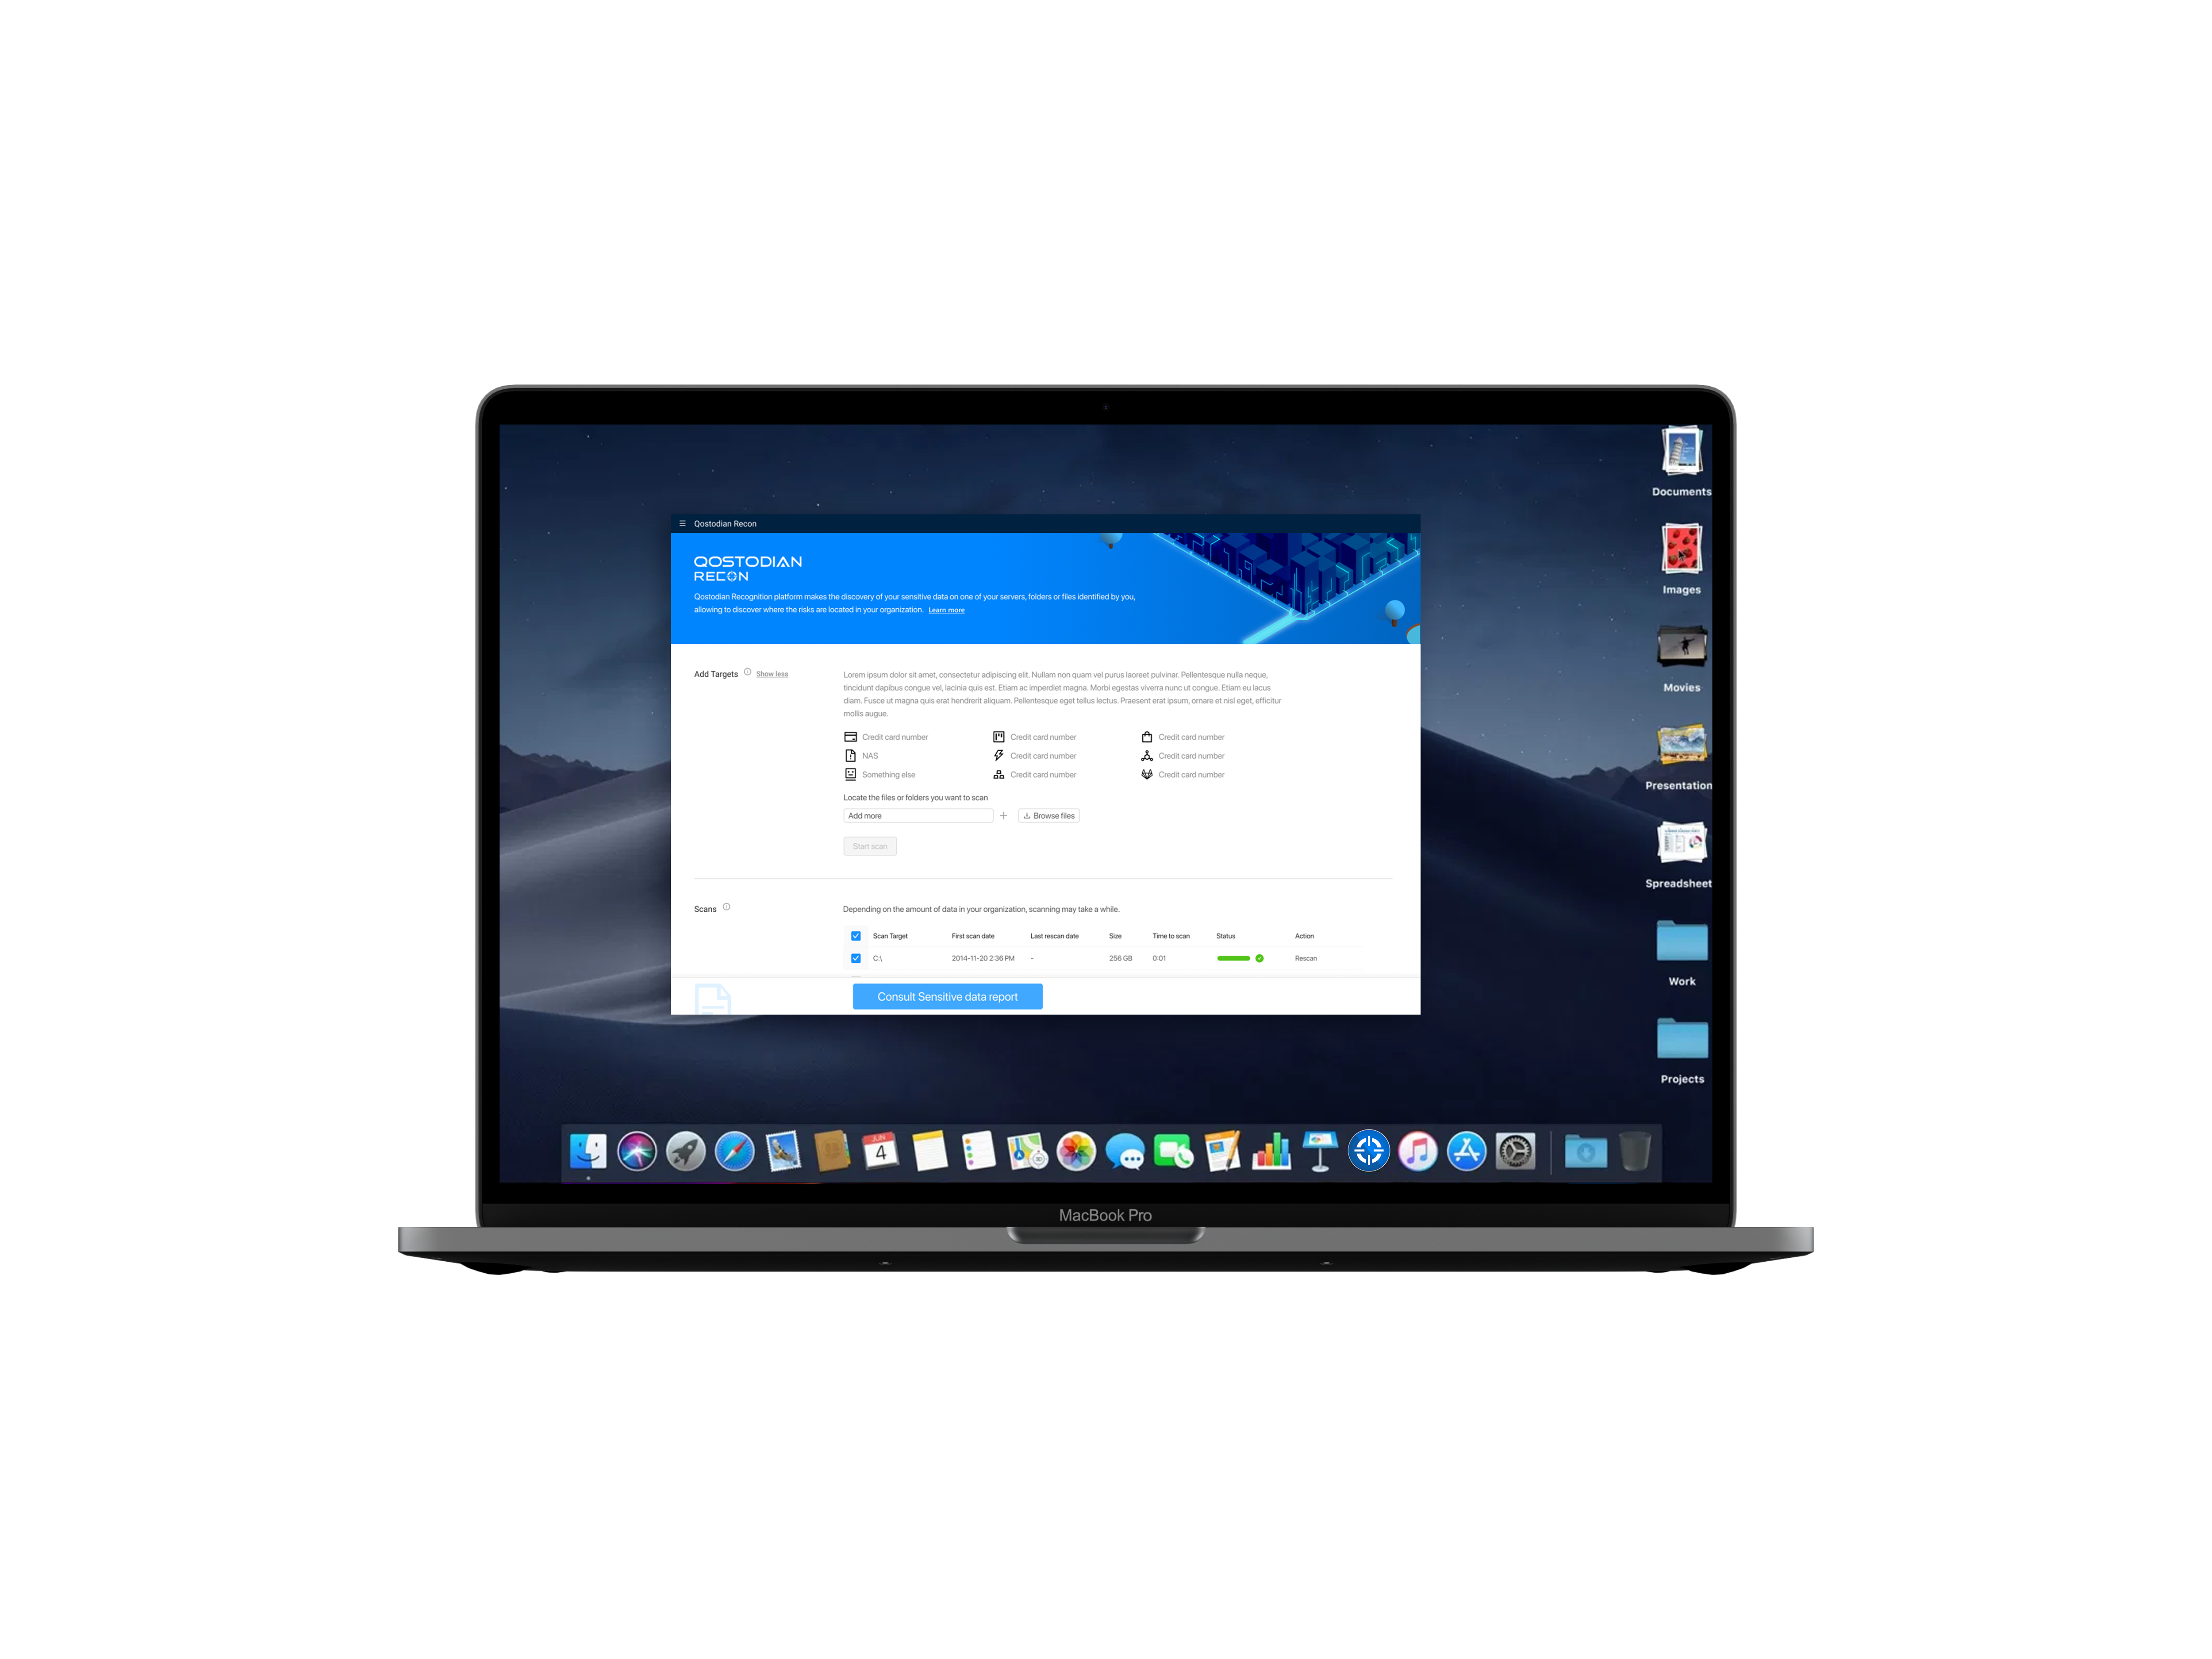 Qostodian Recon
QOSTODIAN
RECON
Qostodian Recognition platform makes the discovery of your sensitive data on one of your servers, folders or files identified by you,
allowing to discover where the risks are located in your organization. Learn more
Add Targets Show less
Lorem ipsum dolor sit amet, consectetur adipiscing elit. Nullam non quam vel purus laoreet pulvinar. Pellentesque nulla neque,
tincidunt dapibus congue vel, lacinia quis est. Etiam ac imperdiet magna. Morbi egestas viverra nunc ut congue. Etiam eu lacus
diam. Fusce ut magna quis erat hendrerit aliquam. Pellentesque eget tellus lectus. Praesent erat ipsum, ornare et nisl eget, efficitur
mollis augue.
Credit card number Credit card number Credit card number
NAS Credit card number Credit card number
Something else Credit card number Credit card number
Locate the files or folders you want to scan
Add more + Browse files
Start scan
Scans
Depending on the amount of data in your organization, scanning may take a while.
Scan Target First scan date Last rescan date Size Time to scan Status Action
C:\ 2014-11-20 2:36 PM - 256 GB 0:01 Rescan
Consult Sensitive data report
Documents
Images
Movies
Presentation
Spreadsheet
Work
Projects
JUN
4
3D
MacBook Pro